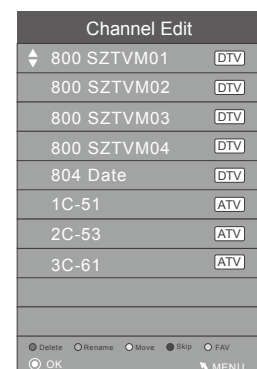 Channel Edit
800 SZTVM01 DTV
800 SZTVM02 DTV
800 SZTVM03 DTV
800 SZTVM04 DTV
804 Date DTV
1C-51 ATV
2C-53 ATV
3C-61 ATV
Delete Rename Move Skip FAV
OK MENU